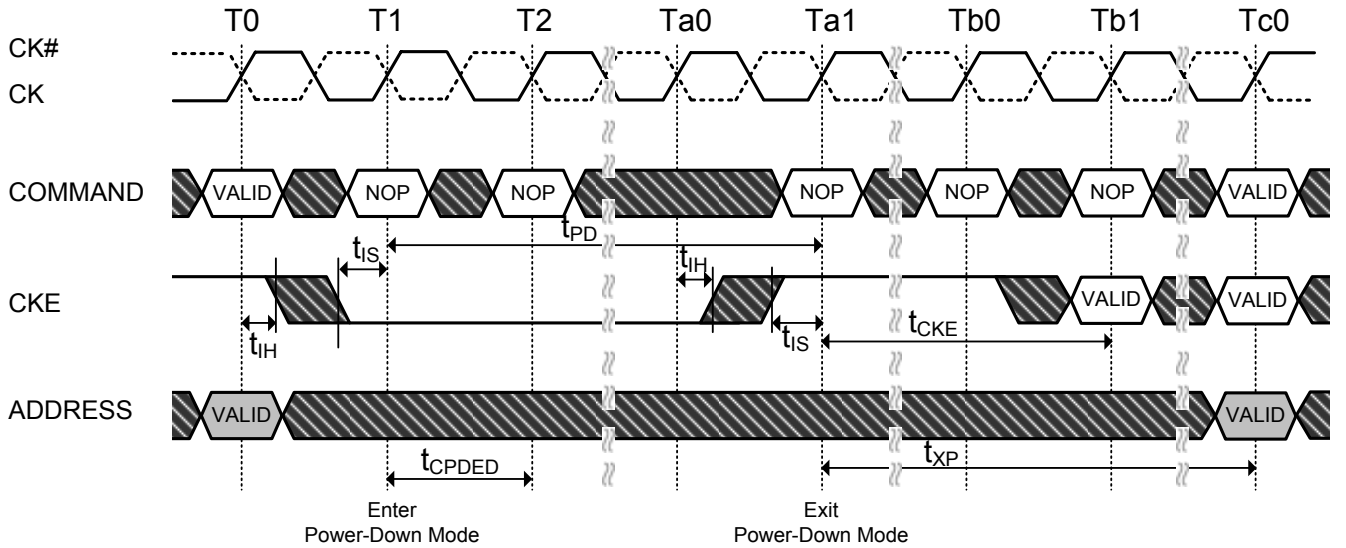 T0 T1 T2 Ta0 Ta1 Tb0 Tb1 Tc0
CK#
CK
COMMAND VALID NOP NOP NOP NOP NOP VALID
tPD
tIS tIH
CKE VALID VALID
tIH tIS tCKE
ADDRESS VALID VALID
tCPDED tXP
Enter Exit
Power-Down Mode Power-Down Mode